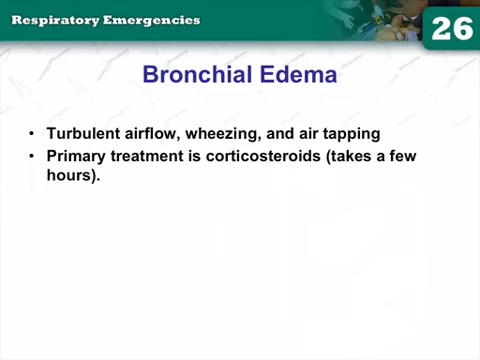 Respiratory Emergencies
26
Bronchial Edema
• Turbulent airflow, wheezing, and air tapping
• Primary treatment is corticosteroids (takes a few
hours).